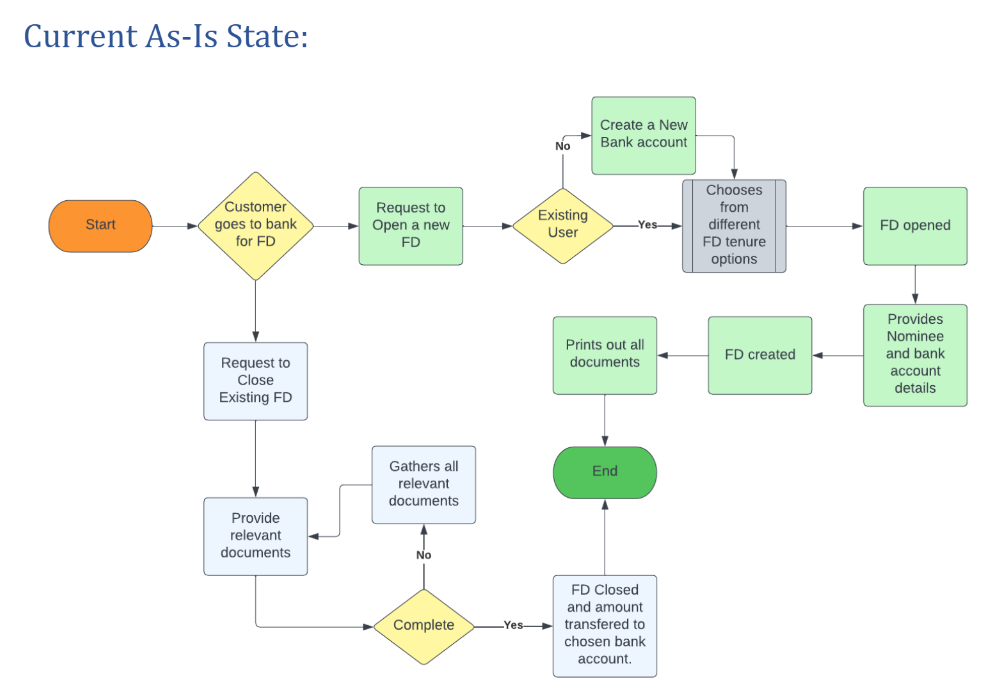 Current As-Is State:
Create a New
Bank account
No
Start
Customer
goes to bank
for FD
Request to
Open a new
FD
Existing
User
Yes
Chooses
from
different
FD tenure
options
FD opened
Prints out all
documents
FD created
Provides
Nominee
and bank
account
details
Request to
Close
Existing FD
Gathers all
relevant
documents
End
Provide
relevant
documents
No
Complete
Yes
FD Closed
and amount
transfered to
chosen bank
account.